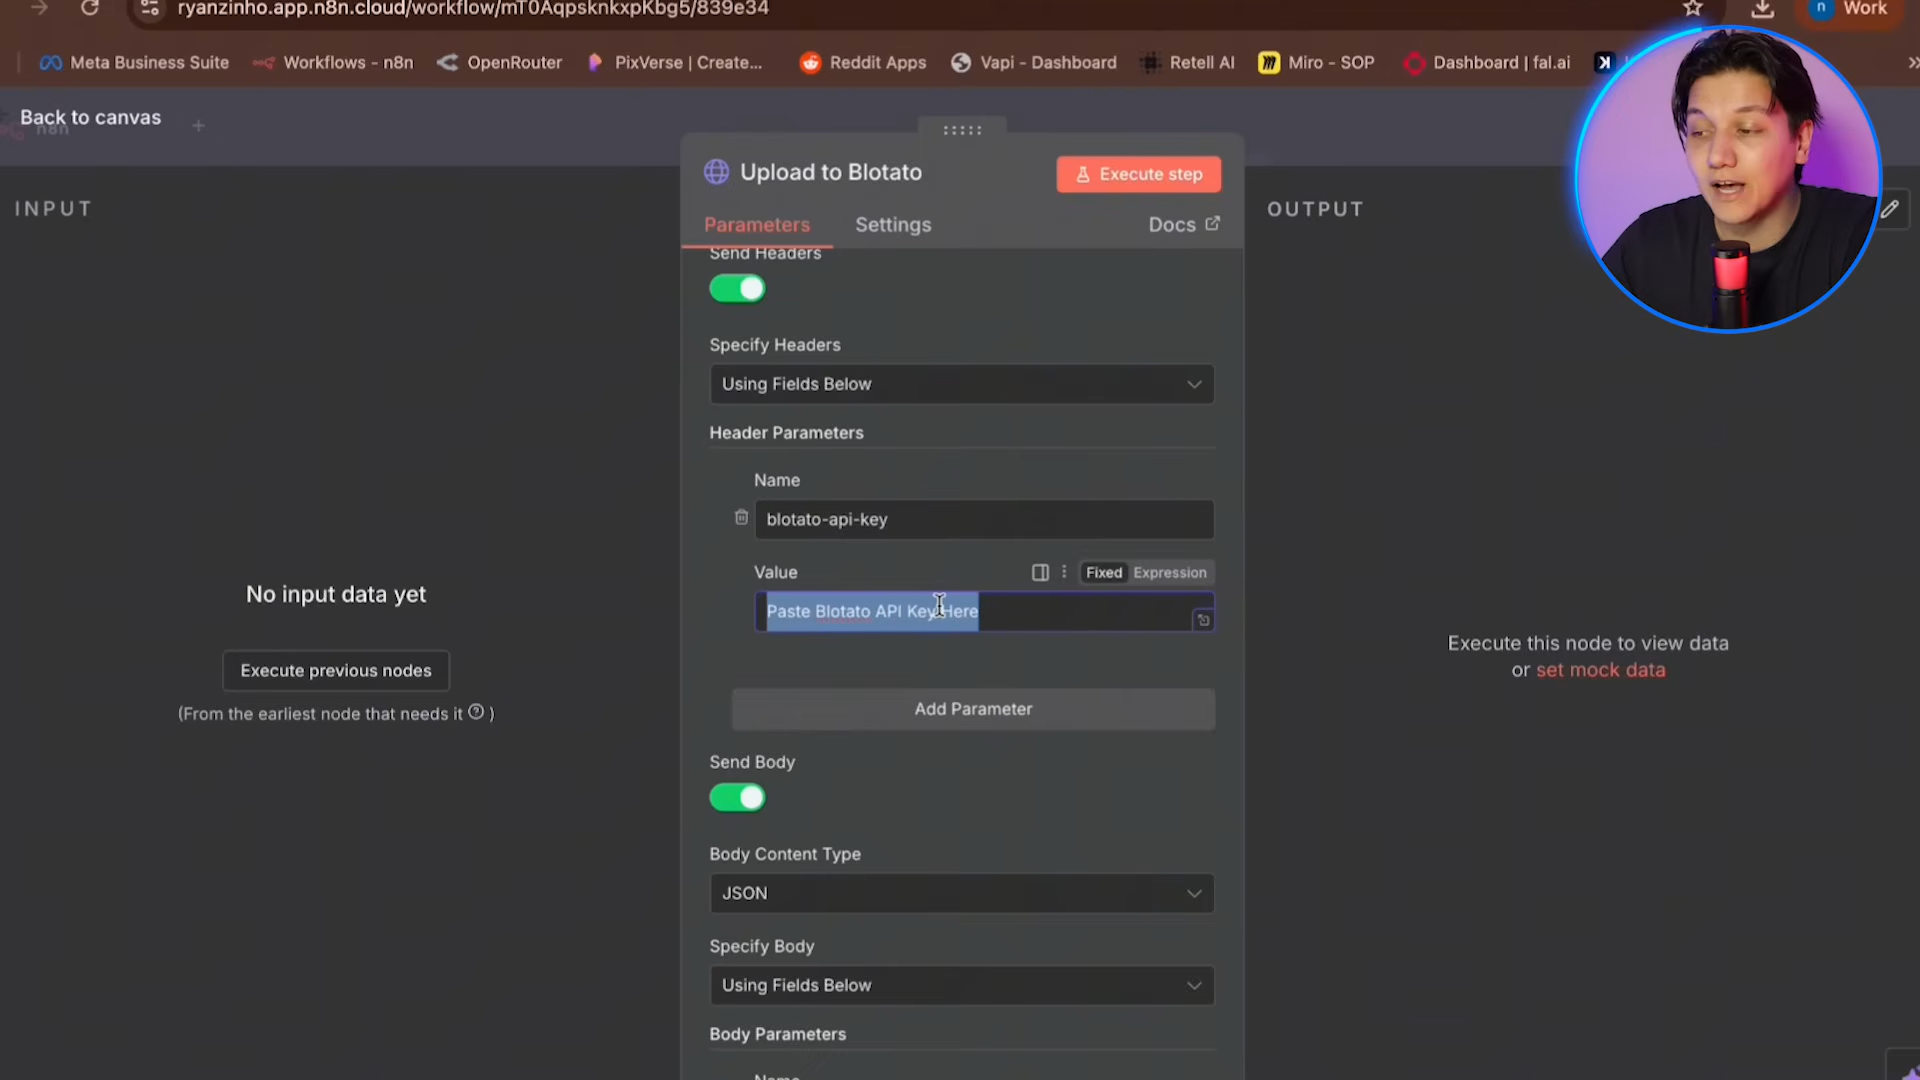 ryanzinho.app.n8n.cloud/workflow/mT0AqpsknkxpKbg5/839e34
n Work
Meta Business Suite Workflows - n8n OpenRouter PixVerse | Create... Reddit Apps Vapi - Dashboard Retell AI Miro - SOP Dashboard | fal.ai
Back to canvas
n8n
Upload to Blotato
Execute step
INPUT
OUTPUT
Parameters Settings Docs
Send Headers
Specify Headers
Using Fields Below
Header Parameters
Name
blotato-api-key
Value
Fixed Expression
Paste Blotato API Key Here
No input data yet
Execute previous nodes
(From the earliest node that needs it ? )
Execute this node to view data
or set mock data
Add Parameter
Send Body
Body Content Type
JSON
Specify Body
Using Fields Below
Body Parameters
Name